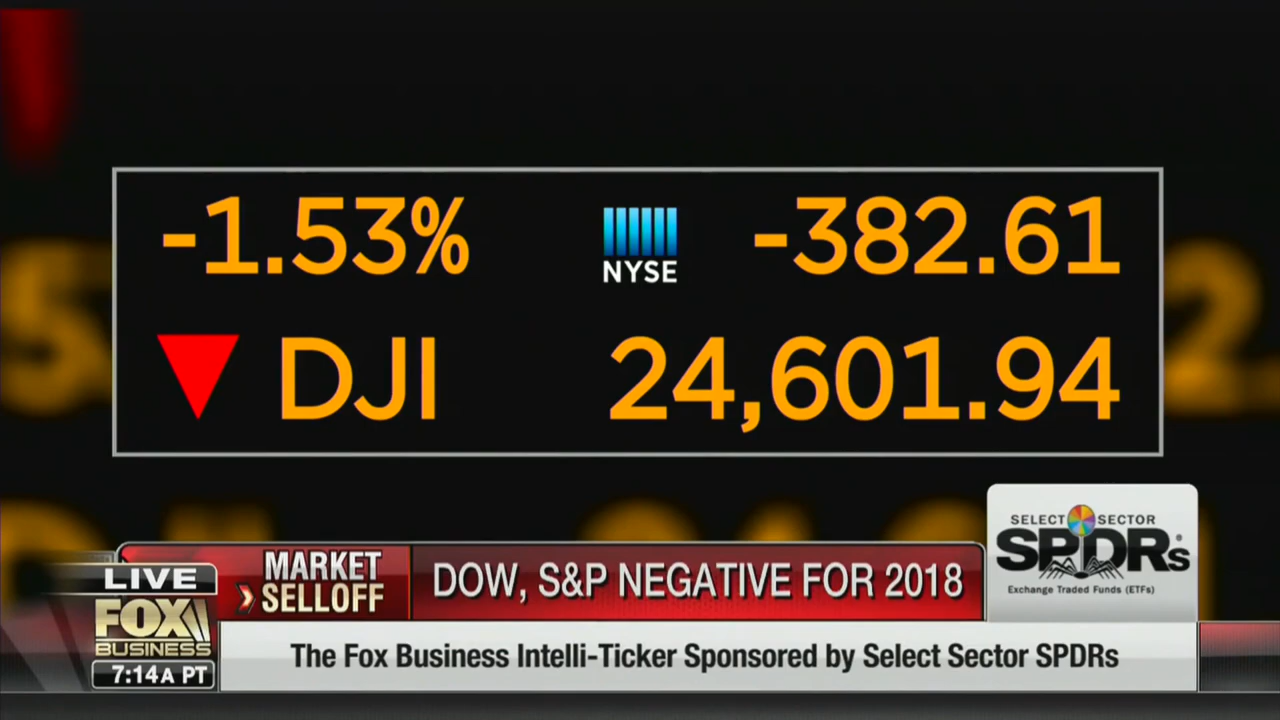 -1.53%
NYSE
-382.61
DJI
24,601.94
SELECT SECTOR
SPDRs
Exchange Traded Funds (ETFs)
MARKET
SELLOFF
DOW, S&P NEGATIVE FOR 2018
LIVE
FOX
BUSINESS
7:14A PT
The Fox Business Intelli-Ticker Sponsored by Select Sector SPDRs